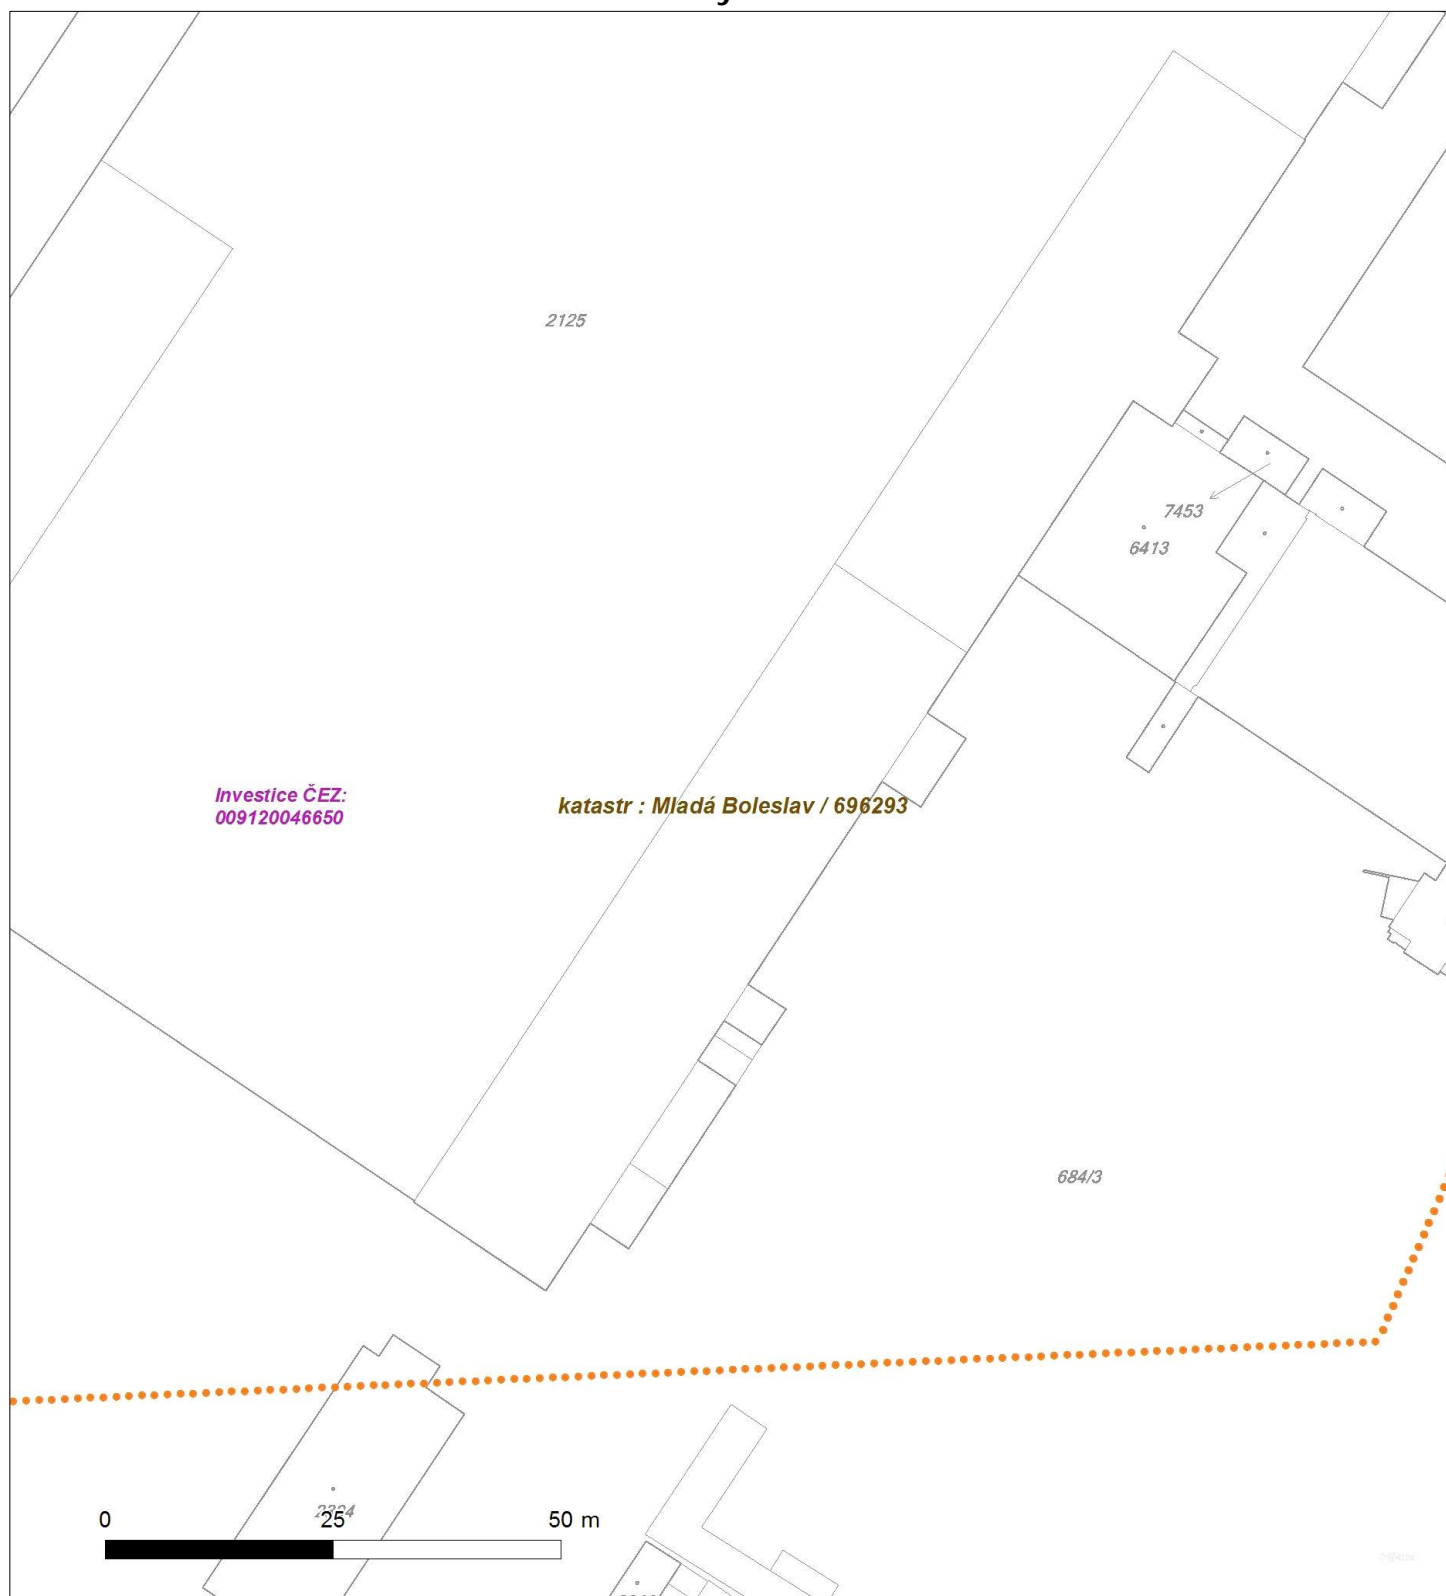 2125
7453
6413
Investice ČEZ:
009120046650
katastr : Mladá Boleslav / 696293
684/3
0 25 50 m